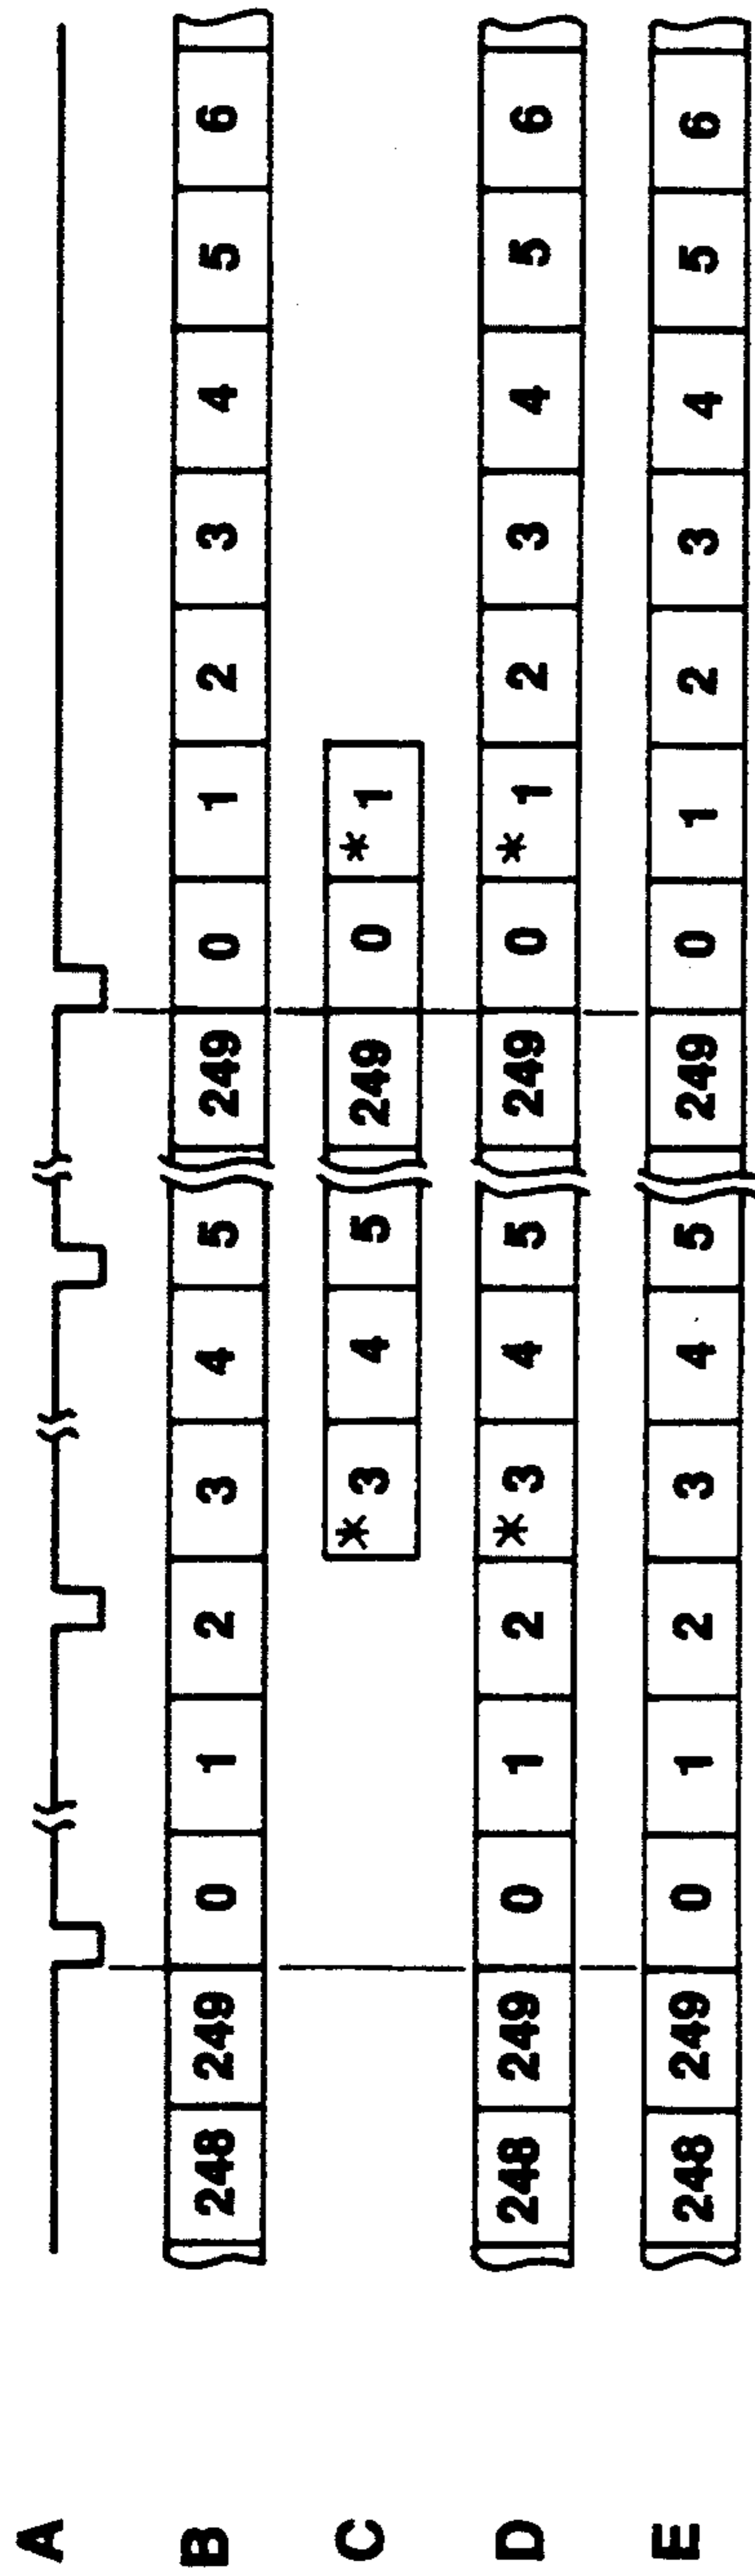 A
B 248 249 0 1 2 3 4 5 249 0 1 2 3 4 5 6
C *3 4 5 249 0 *1
D 248 249 0 1 2 *3 4 5 249 0 *1 2 3 4 5 6
E 248 249 0 1 2 3 4 5 249 0 1 2 3 4 5 6